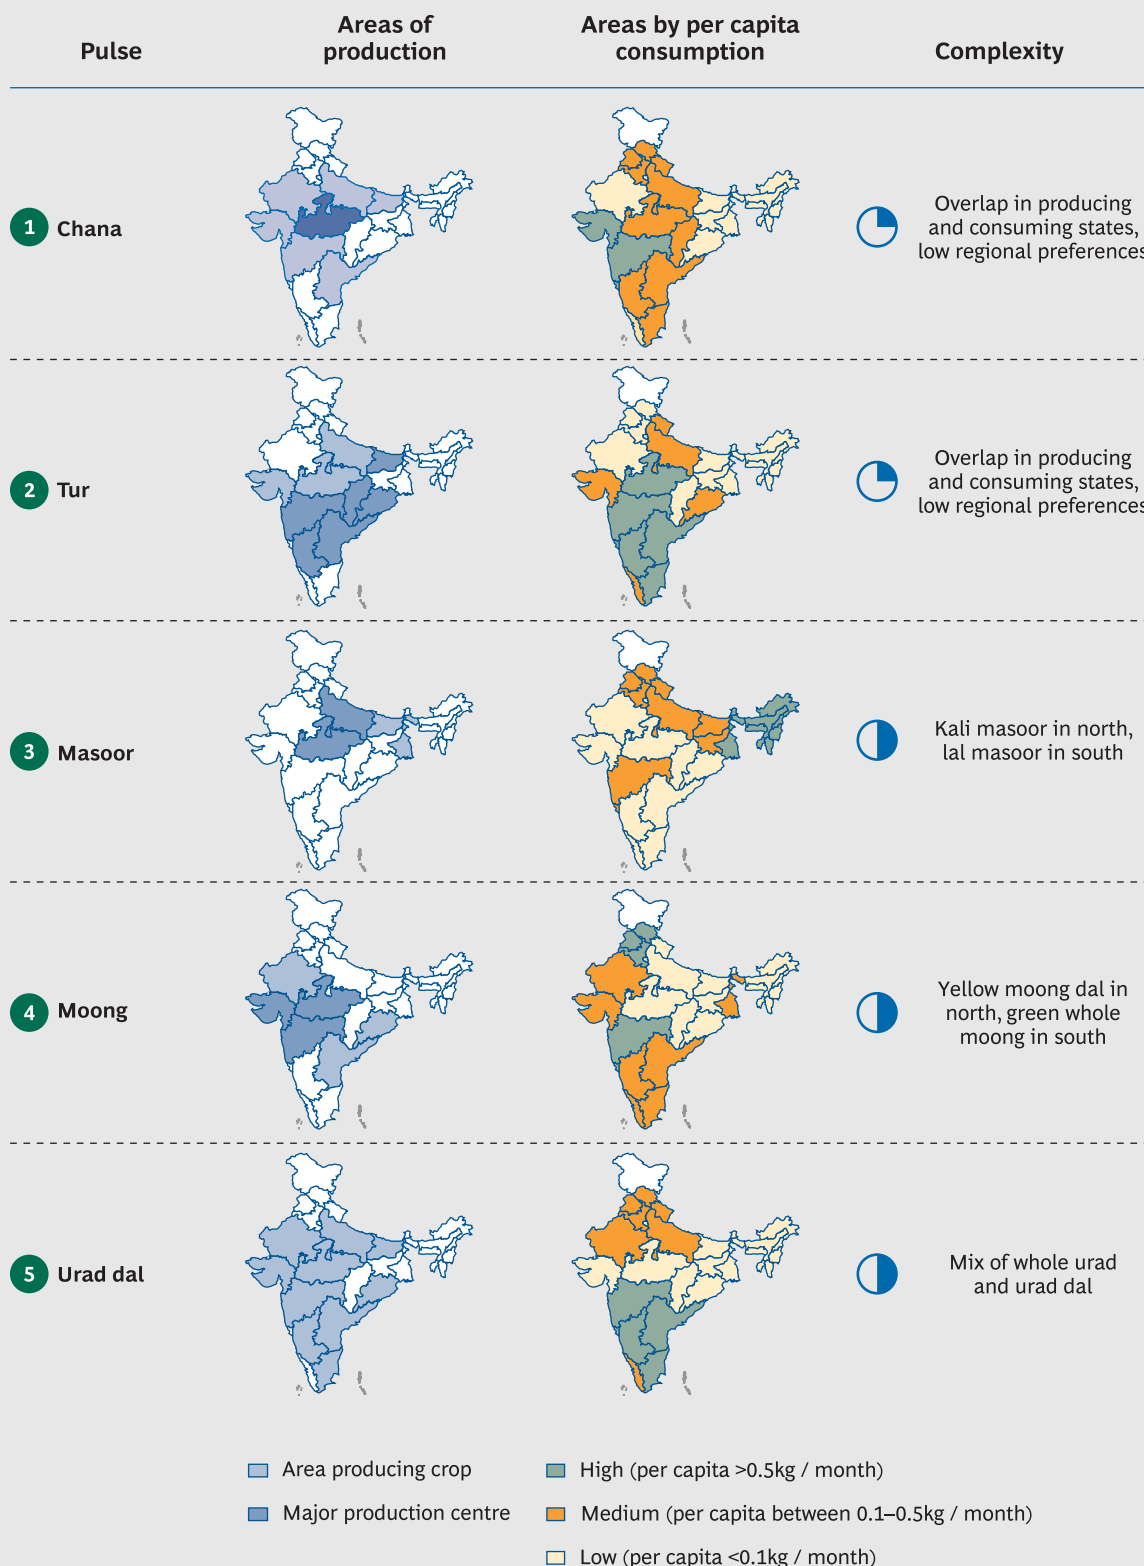 Pulse
Areas of
production
Areas by per capita
consumption
Complexity
1 Chana
Overlap in producing
and consuming states,
low regional preferences
2 Tur
Overlap in producing
and consuming states,
low regional preferences
3 Masoor
Kali masoor in north,
lal masoor in south
4 Moong
Yellow moong dal in
north, green whole
moong in south
5 Urad dal
Mix of whole urad
and urad dal
Area producing crop
Major production centre
High (per capita >0.5kg / month)
Medium (per capita between 0.1–0.5kg / month)
Low (per capita <0.1kg / month)